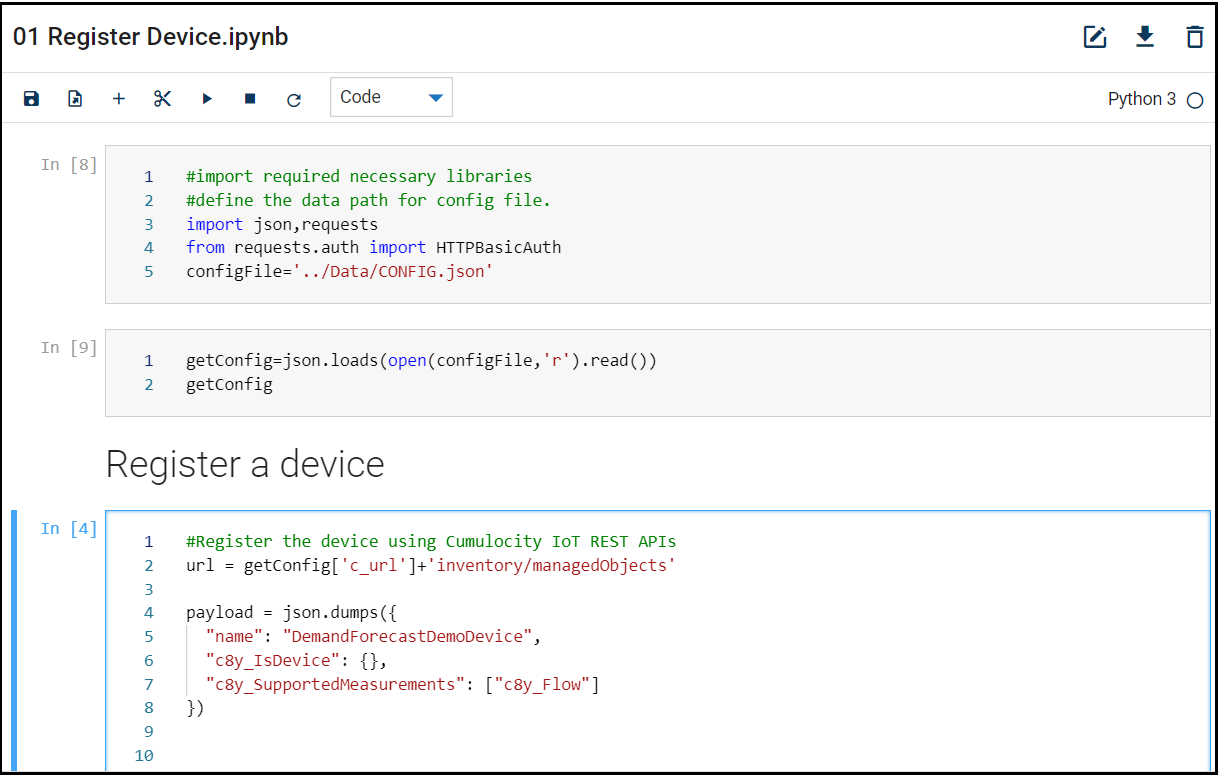 01 Register Device.ipynb
Code
Python 3
In [8]
1 #import required necessary libraries
2 #define the data path for config file.
3 import json,requests
4 from requests.auth import HTTPBasicAuth
5 configFile='../Data/CONFIG.json'
In [9]
1 getConfig=json.loads(open(configFile,'r').read())
2 getConfig
Register a device
In [4]
1 #Register the device using Cumulocity IoT REST APIs
2 url = getConfig['c_url']+'inventory/managedObjects'
3
4 payload = json.dumps({
5   "name": "DemandForecastDemoDevice",
6   "c8y_IsDevice": {},
7   "c8y_SupportedMeasurements": ["c8y_Flow"]
8 })
9
10